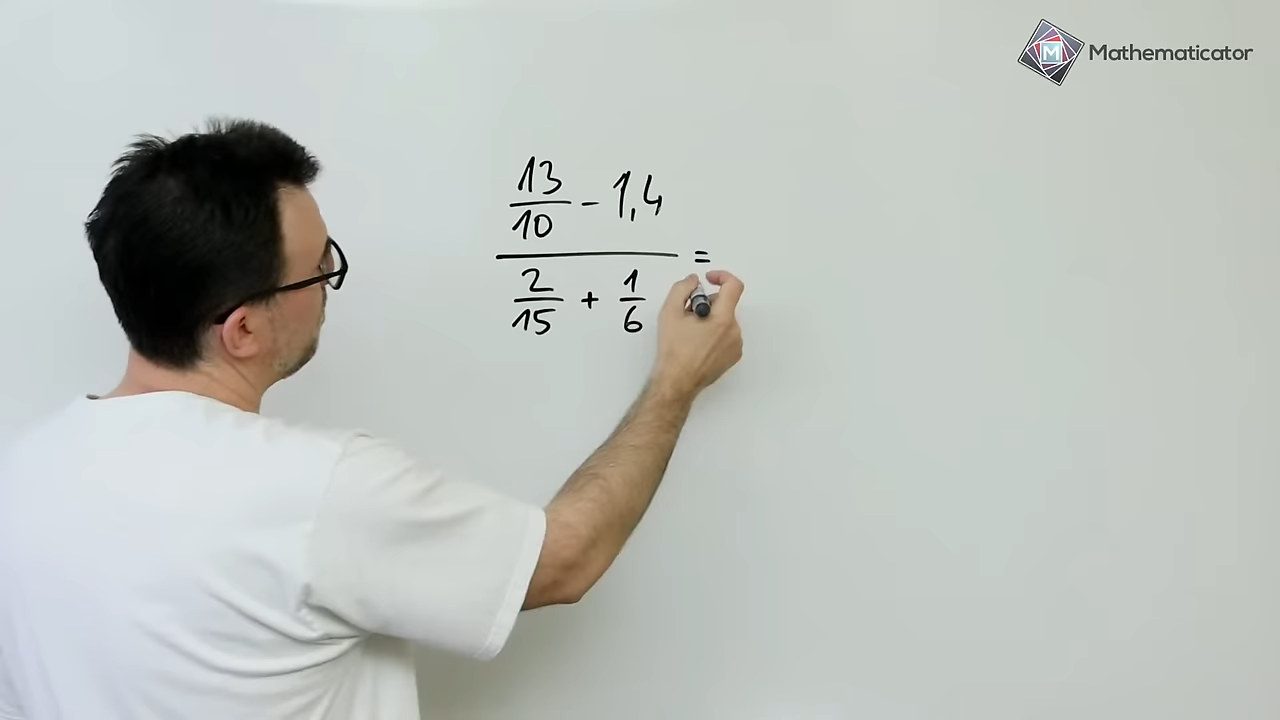 Mathematicator
13/10 - 1,4
2/15 + 1/6 =